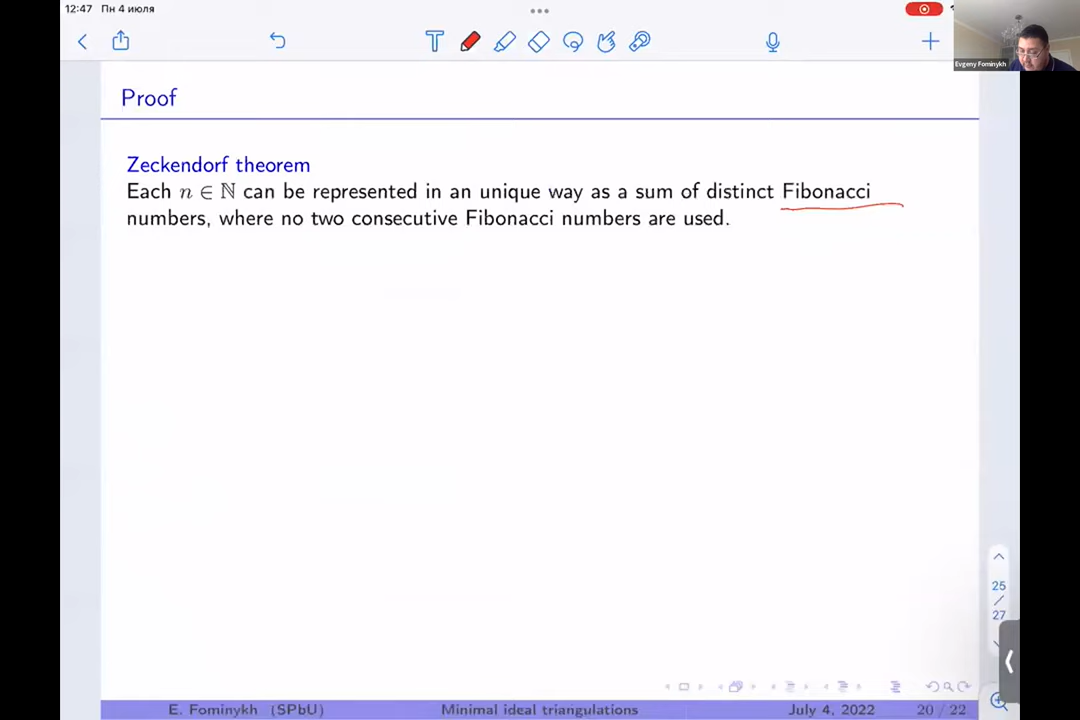 12:47 Пн 4 июля
Evgeny Fominykh
Proof
Zeckendorf theorem
Each n ∈ ℕ can be represented in an unique way as a sum of distinct Fibonacci
numbers, where no two consecutive Fibonacci numbers are used.
25
/
27
E. Fominykh (SPbU) Minimal ideal triangulations July 4, 2022 20 / 22